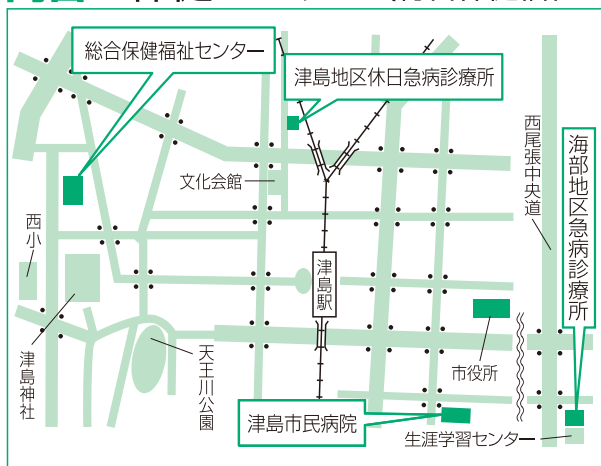 総合保健福祉センター
津島地区休日急病診療所
西尾張中央道
海部地区急病診療所
文化会館
西小
津島駅
市役所
津島神社
天王川公園
津島市民病院
生涯学習センター